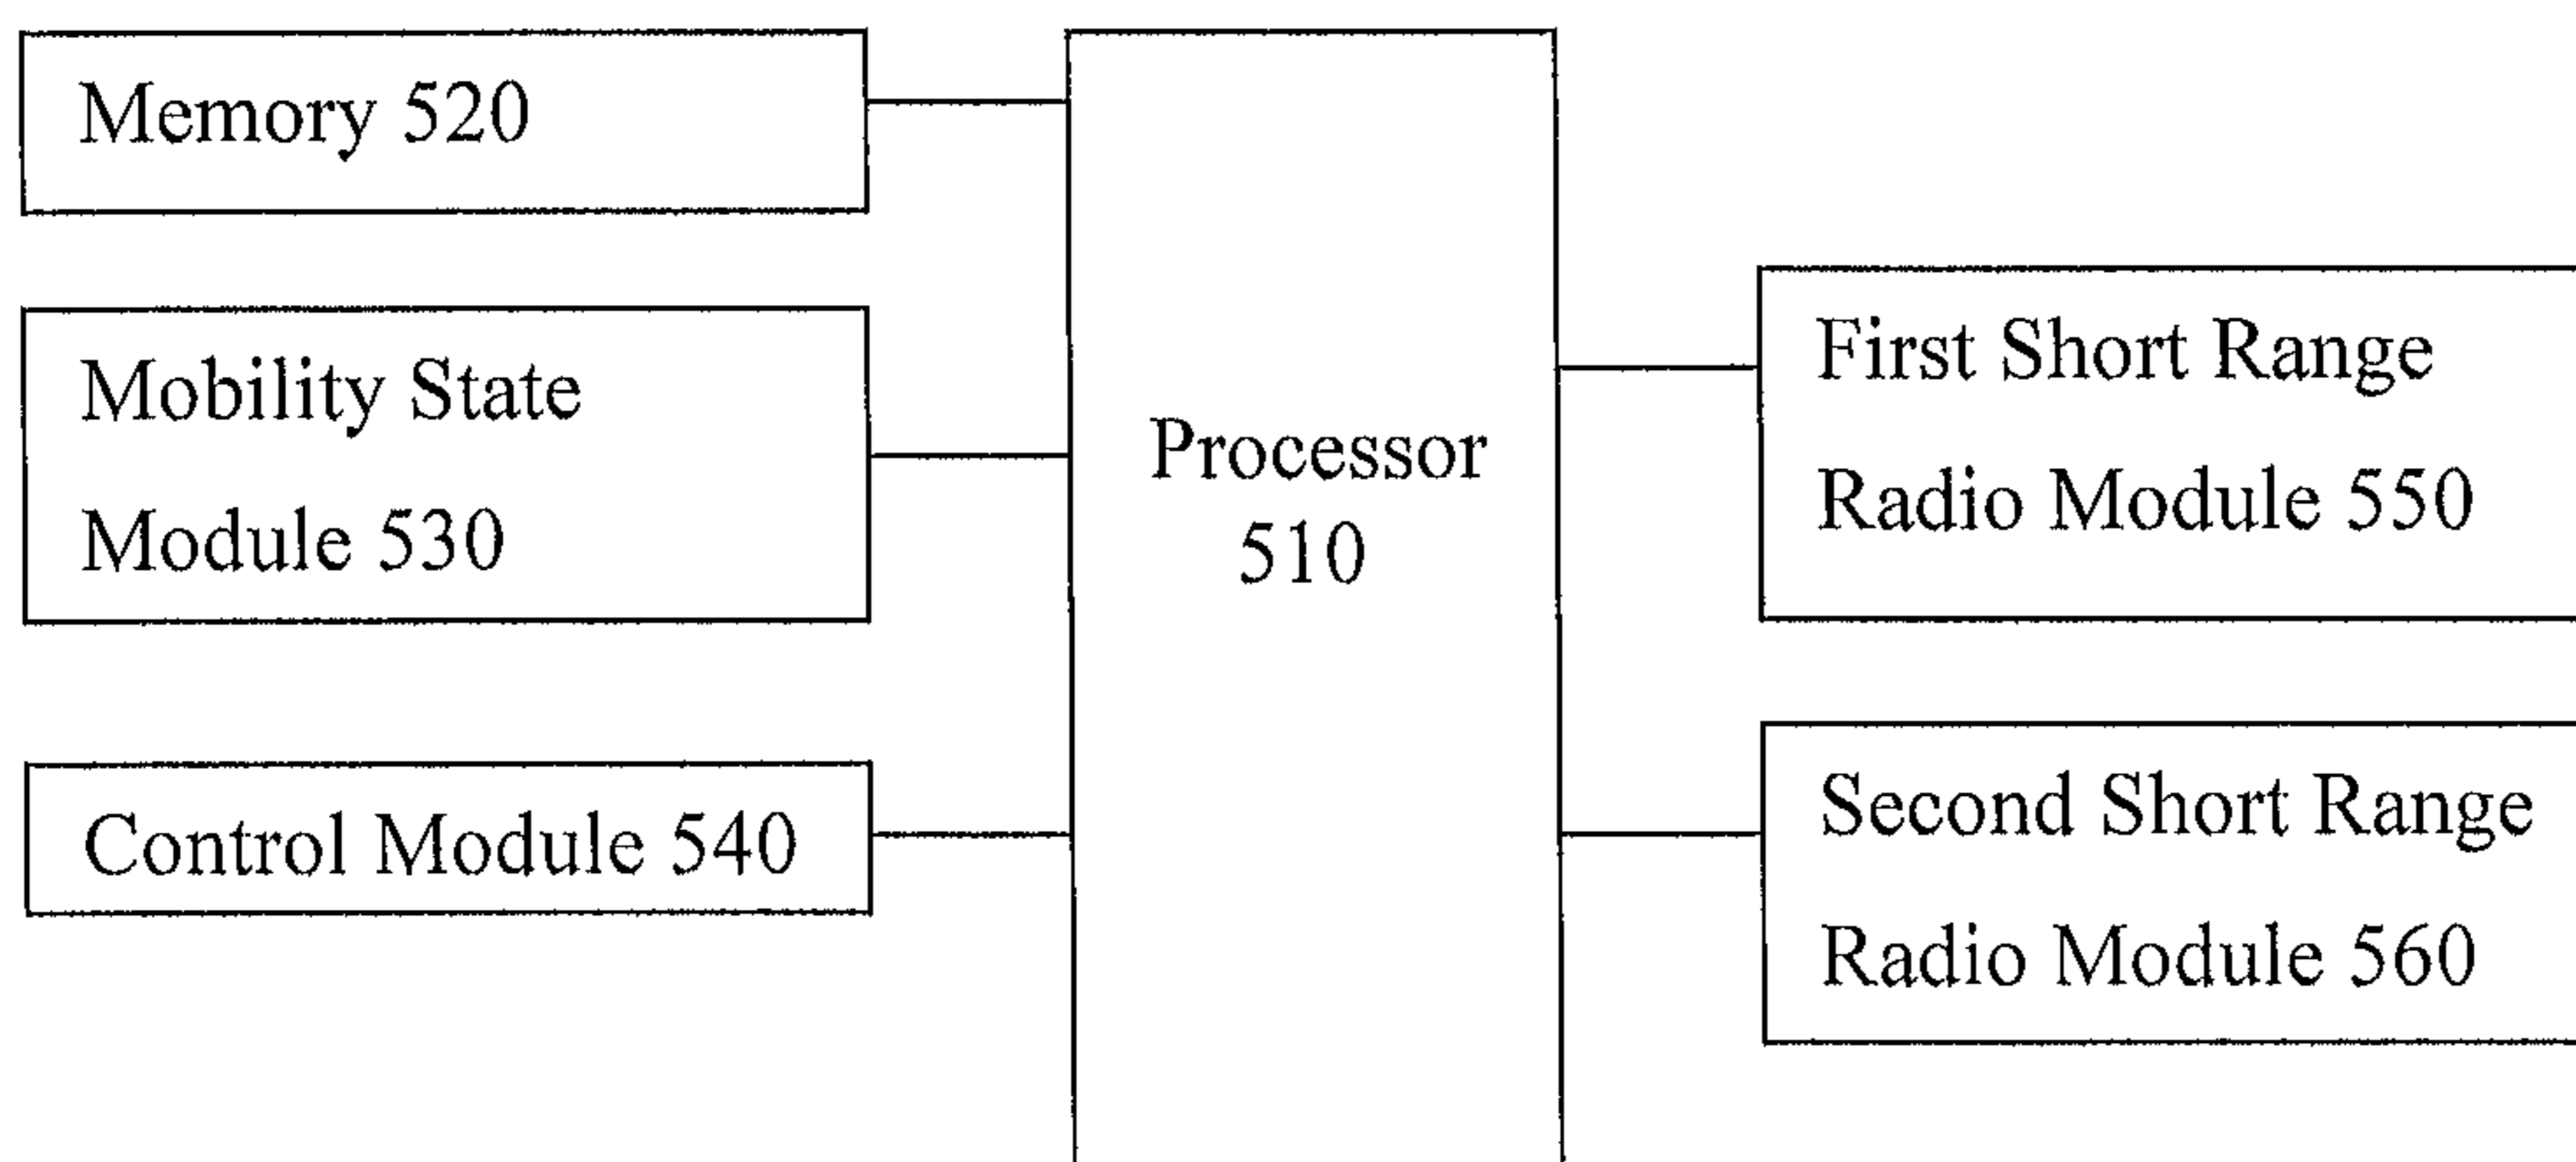 Memory 520
Mobility State
Module 530
Control Module 540
Processor
510
First Short Range
Radio Module 550
Second Short Range
Radio Module 560